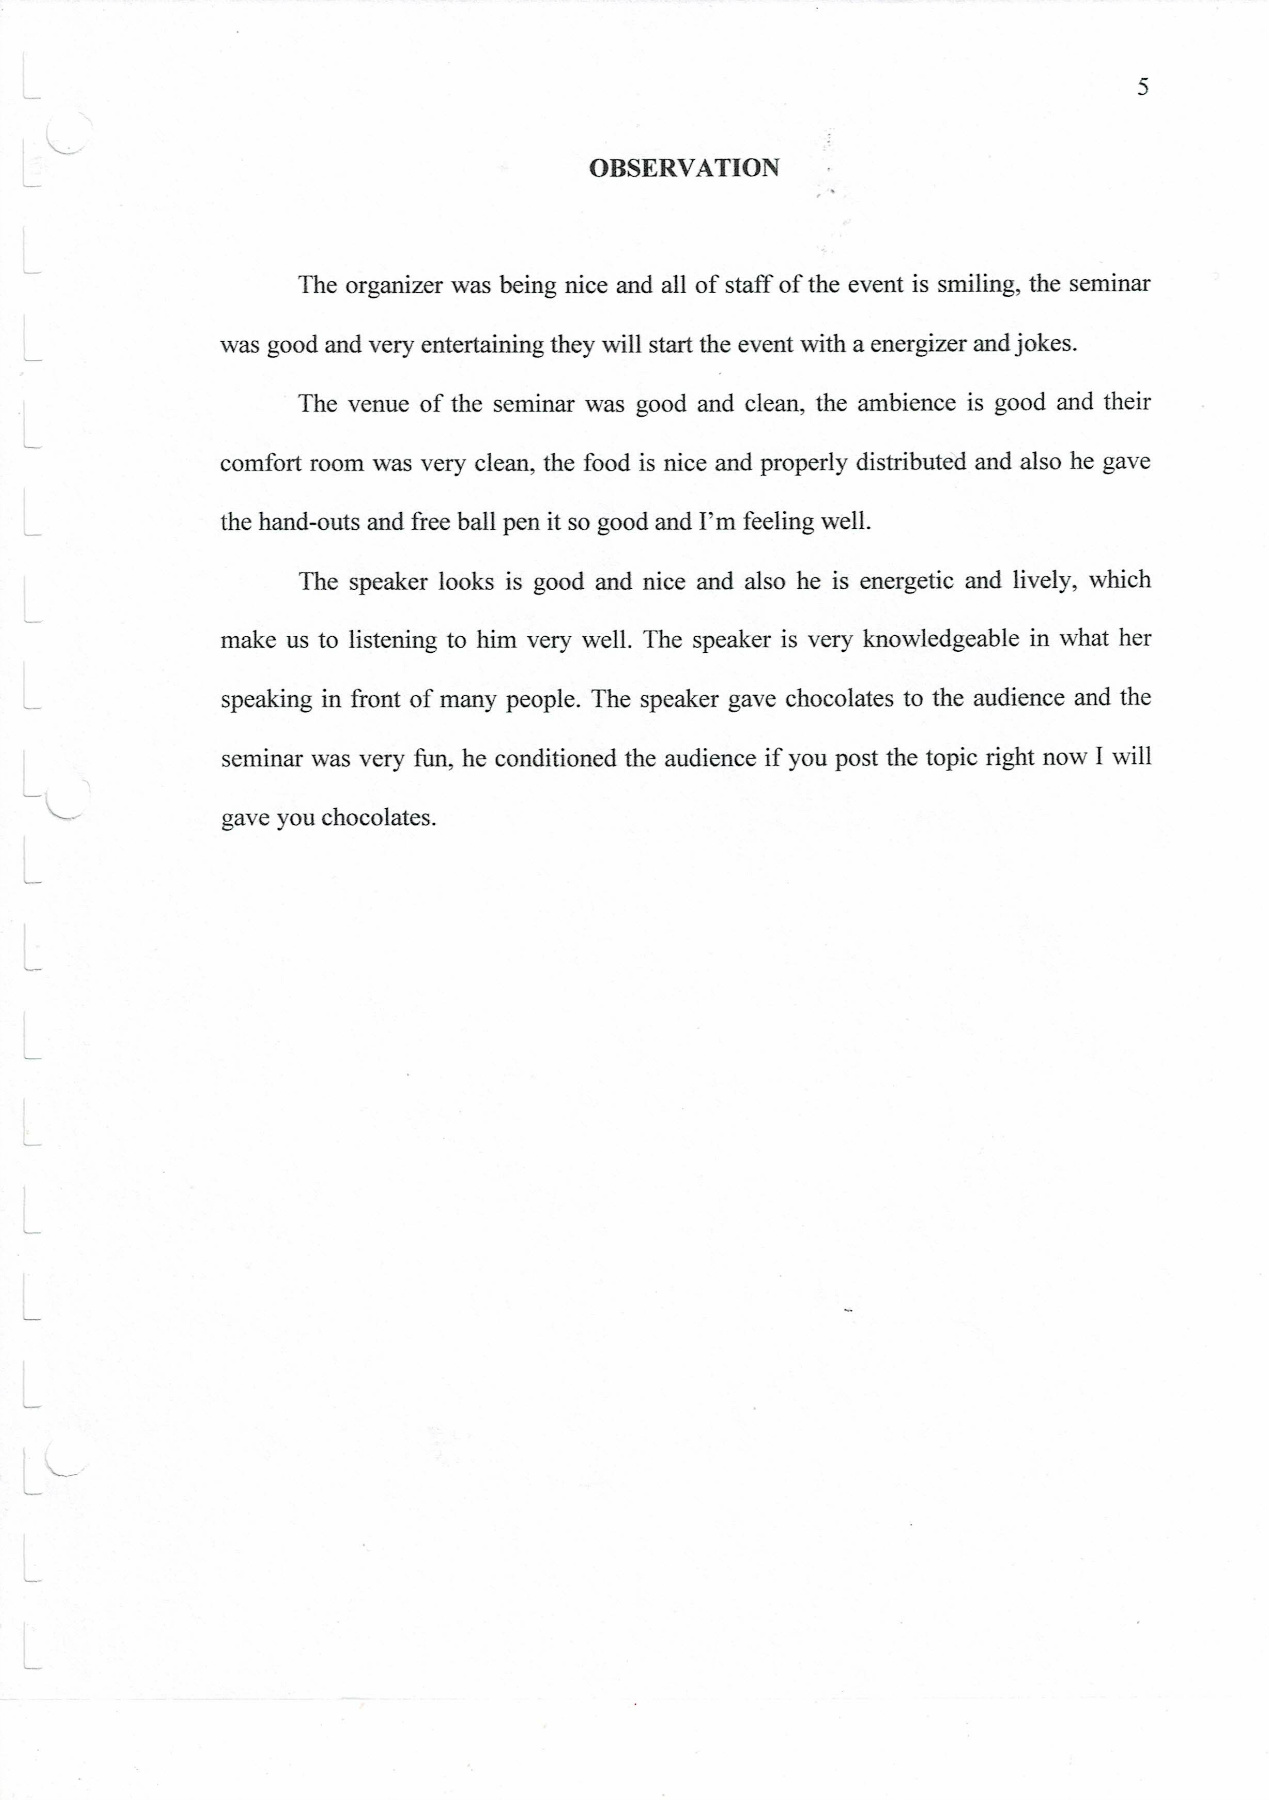 5
OBSERVATION
The organizer was being nice and all of staff of the event is smiling, the seminar
was good and very entertaining they will start the event with a energizer and jokes.
The venue of the seminar was good and clean, the ambience is good and their
comfort room was very clean, the food is nice and properly distributed and also he gave
the hand-outs and free ball pen it so good and I'm feeling well.
The speaker looks is good and nice and also he is energetic and lively, which
make us to listening to him very well. The speaker is very knowledgeable in what her
speaking in front of many people. The speaker gave chocolates to the audience and the
seminar was very fun, he conditioned the audience if you post the topic right now I will
gave you chocolates.